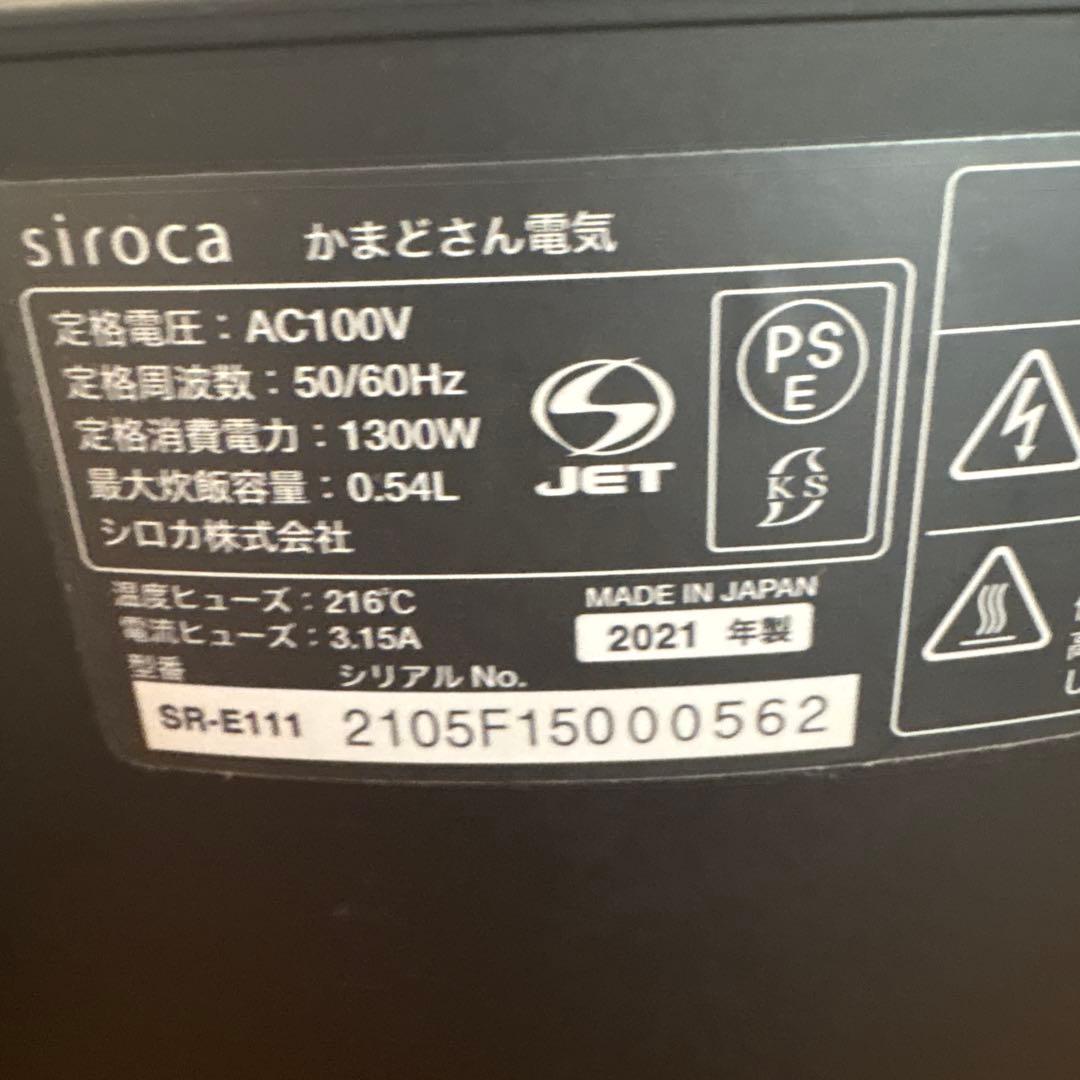 siroca かまどさん電気
定格電圧：AC100V
定格周波数：50/60Hz
定格消費電力：1300W
最大炊飯容量：0.54L
シロカ株式会社
JET
PS
E
KS
温度ヒューズ：216℃
電流ヒューズ：3.15A
MADE IN JAPAN
2021 年製
型番 シリアル No.
SR-E111 2105F15000562
高
し